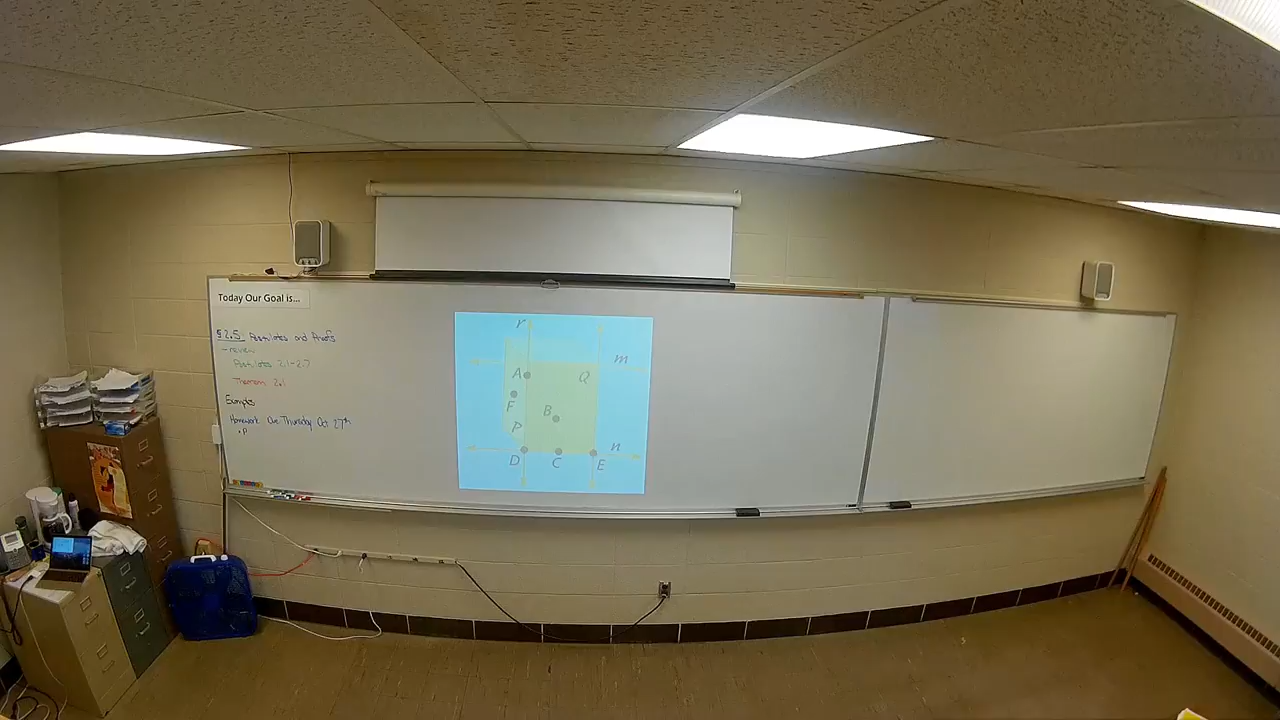 Today Our Goal is...
§2.5 Postulates and Proofs
- review
Postulates 2.1-2.7
Theorem 2.1
Examples
Homework Due Thursday Oct 27th
• P
r
m
A
Q
F
B
P
n
D C E